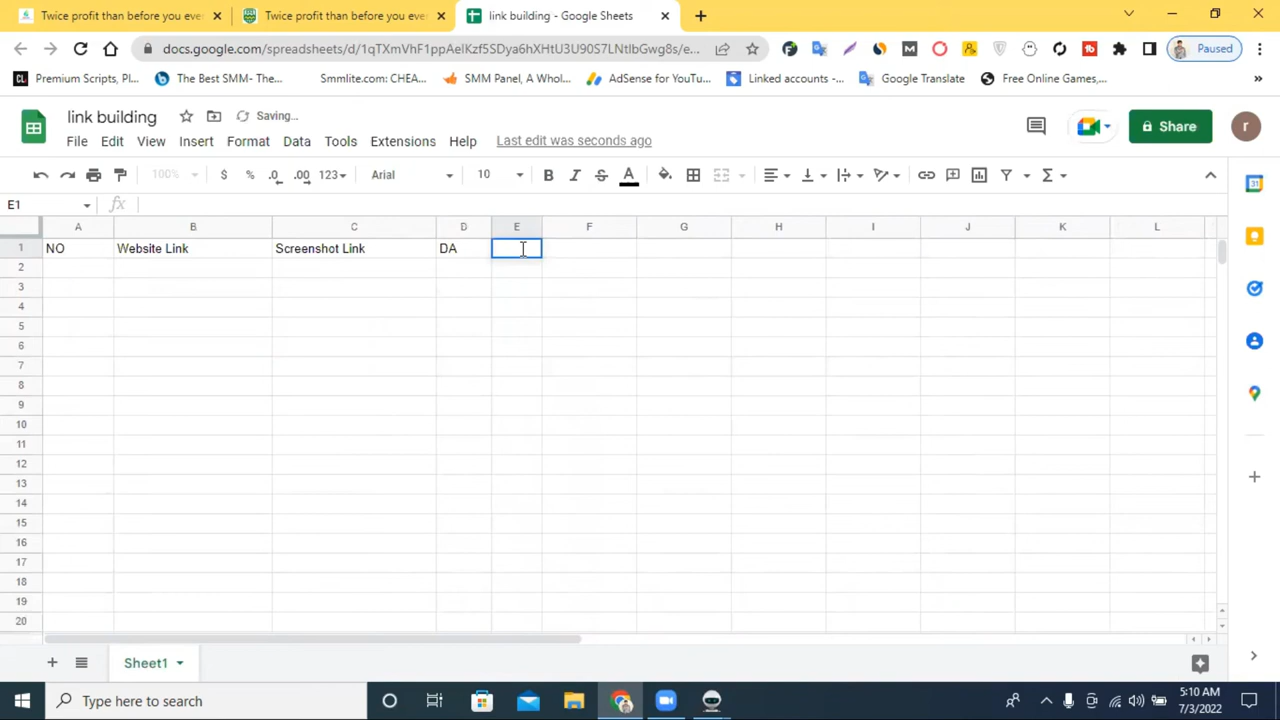 Twice profit than before you eve
Twice profit than before you eve
link building - Google Sheets
docs.google.com/spreadsheets/d/1qTXmVhF1ppAelKzf5SDya6hXHtU3U90S7LNtIbGwg8s/e...
Paused
Premium Scripts, Pl...
The Best SMM- The...
Smmlite.com: CHEA...
SMM Panel, A Whol...
AdSense for YouTu...
Linked accounts -...
Google Translate
Free Online Games,...
link building
Saving...
Share
r
File Edit View Insert Format Data Tools Extensions Help Last edit was seconds ago
100% $ % .0 .00 123 Arial 10 B I S A
E1 fx
A B C D E F G H I J K L
1 NO Website Link Screenshot Link DA
2
3
4
5
6
7
8
9
10
11
12
13
14
15
16
17
18
19
20
Sheet1
Type here to search
5:10 AM
7/3/2022